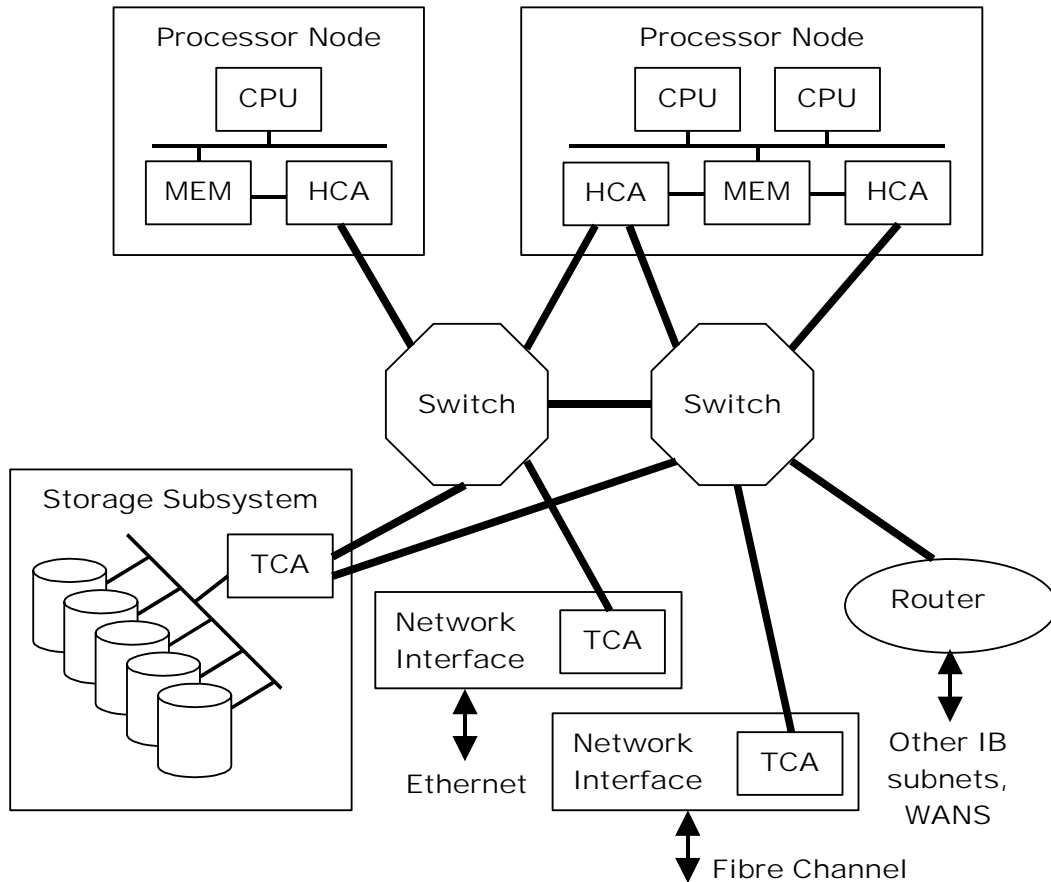 Processor Node
CPU
MEM
HCA
Processor Node
CPU
CPU
HCA
MEM
HCA
Switch
Switch
Storage Subsystem
TCA
Network
Interface
TCA
Ethernet
Network
Interface
TCA
Fibre Channel
Router
Other IB
subnets,
WANS